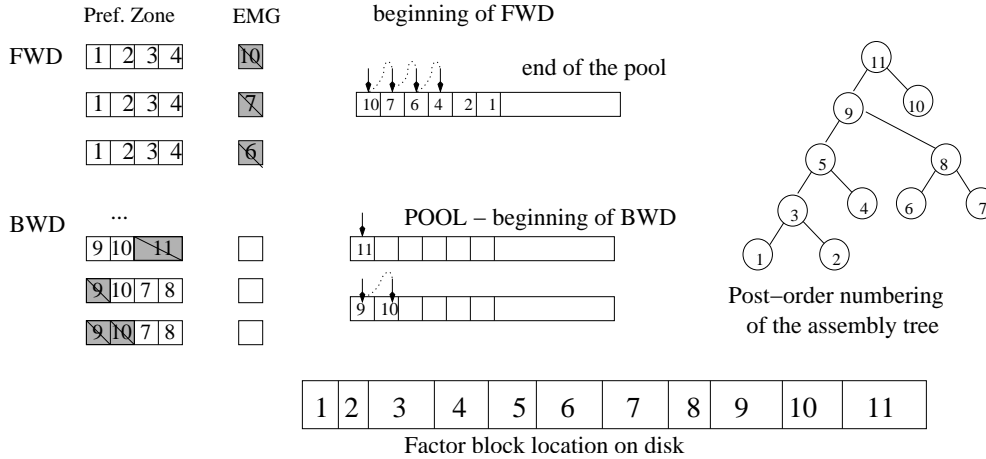 Pref. Zone EMG beginning of FWD
FWD 1 2 3 4 10
end of the pool
1 2 3 4 7
10 7 6 4 2 1
1 2 3 4 6
...
BWD POOL – beginning of BWD
9 10 11
11
9 10 7 8
9 10
9 10 7 8
11
10
9
5 8
4 6 7
3
1 2
Post–order numbering
of the assembly tree
1 2 3 4 5 6 7 8 9 10 11
Factor block location on disk